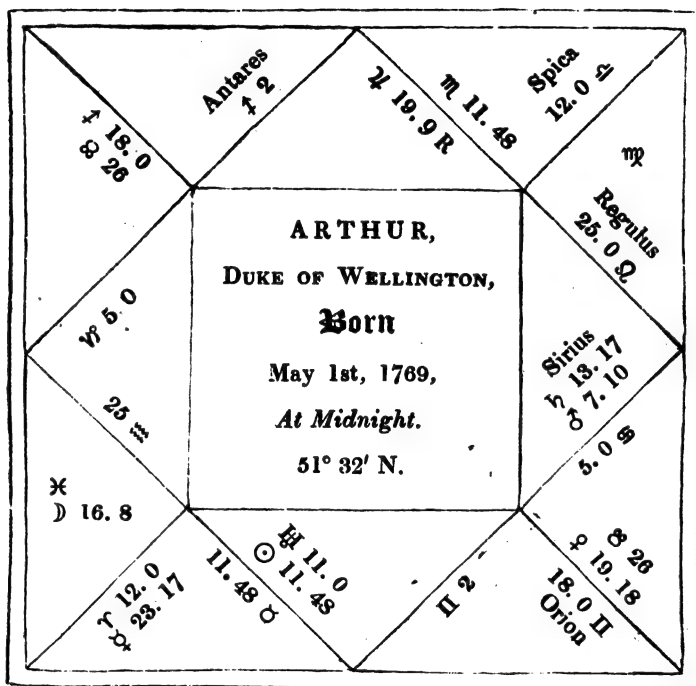 Antares
♐ 2
♐ 18. 0
☊ 26
♃ 19. 9 R
♏ 11. 48
Spica
12. 0 ♎
♍
Regulus
25. 0 ♌
ARTHUR,
DUKE OF WELLINGTON,
Born
May 1st, 1769,
At Midnight.
51° 32′ N.
♑ 5. 0
25 ♒
♓
☽ 16. 8
♈ 12. 0
☿ 23. 17
11. 48 ♉
♅ 11. 0
☉ 11. 48
♊ 2
Sirius
♄ 13. 17
♂ 7. 10
5. 0 ♋
☋ 26
♀ 19. 18
18. 0 ♊
Orion